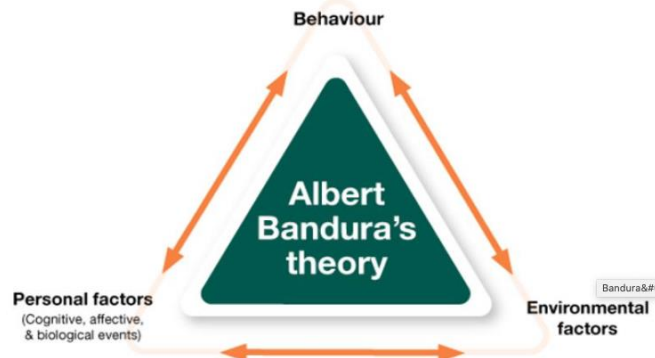 Behaviour
Albert
Bandura's
theory
Personal factors
(Cognitive, affective,
& biological events)
Bandura&#
Environmental
factors